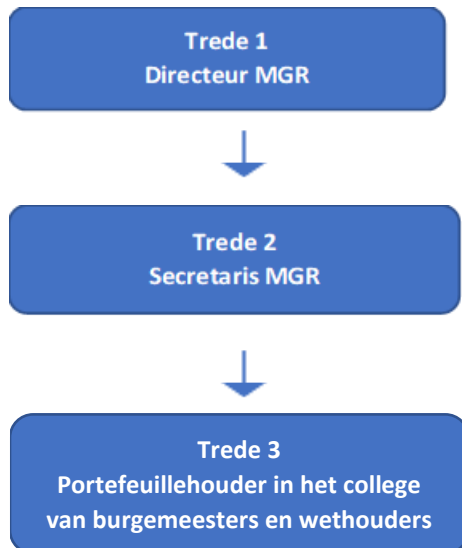 Trede 1
Directeur MGR
Trede 2
Secretaris MGR
Trede 3
Portefeuillehouder in het college
van burgemeesters en wethouders